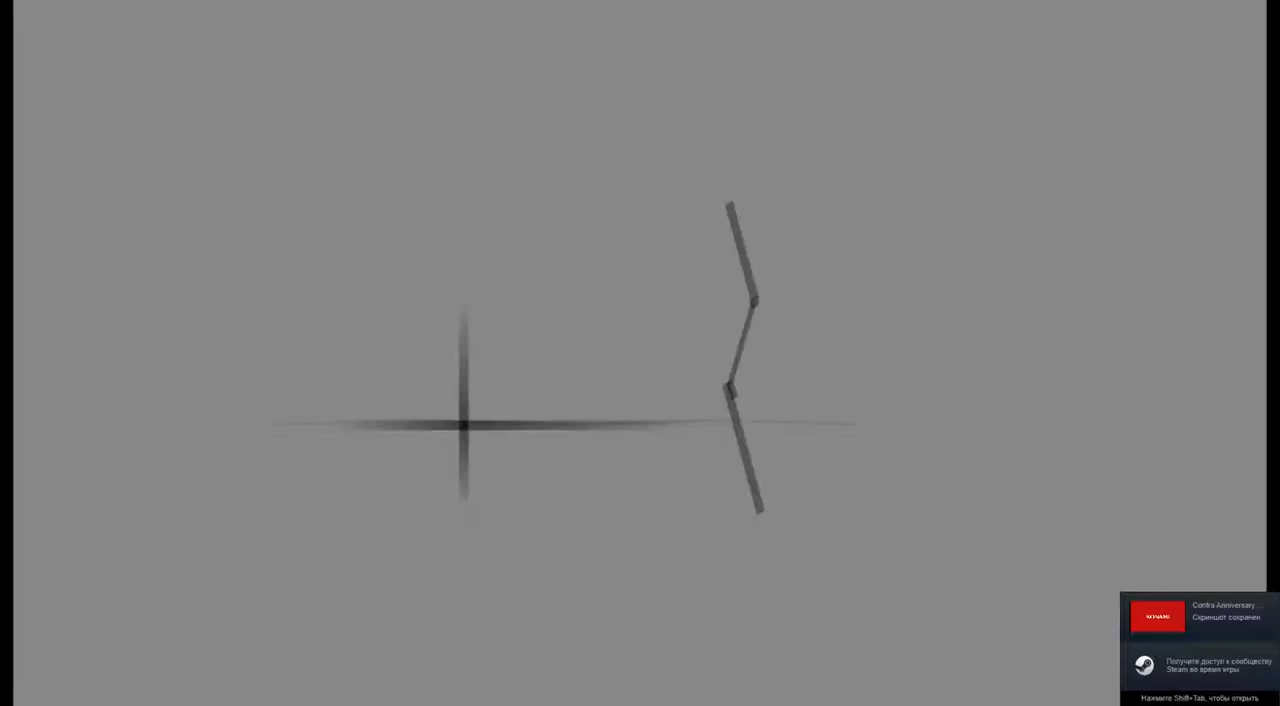 Contra Anniversary ...
Скриншот сохранен
KONAMI
Получите доступ к сообществу
Steam во время игры
Нажмите Shift+Tab, чтобы открыть